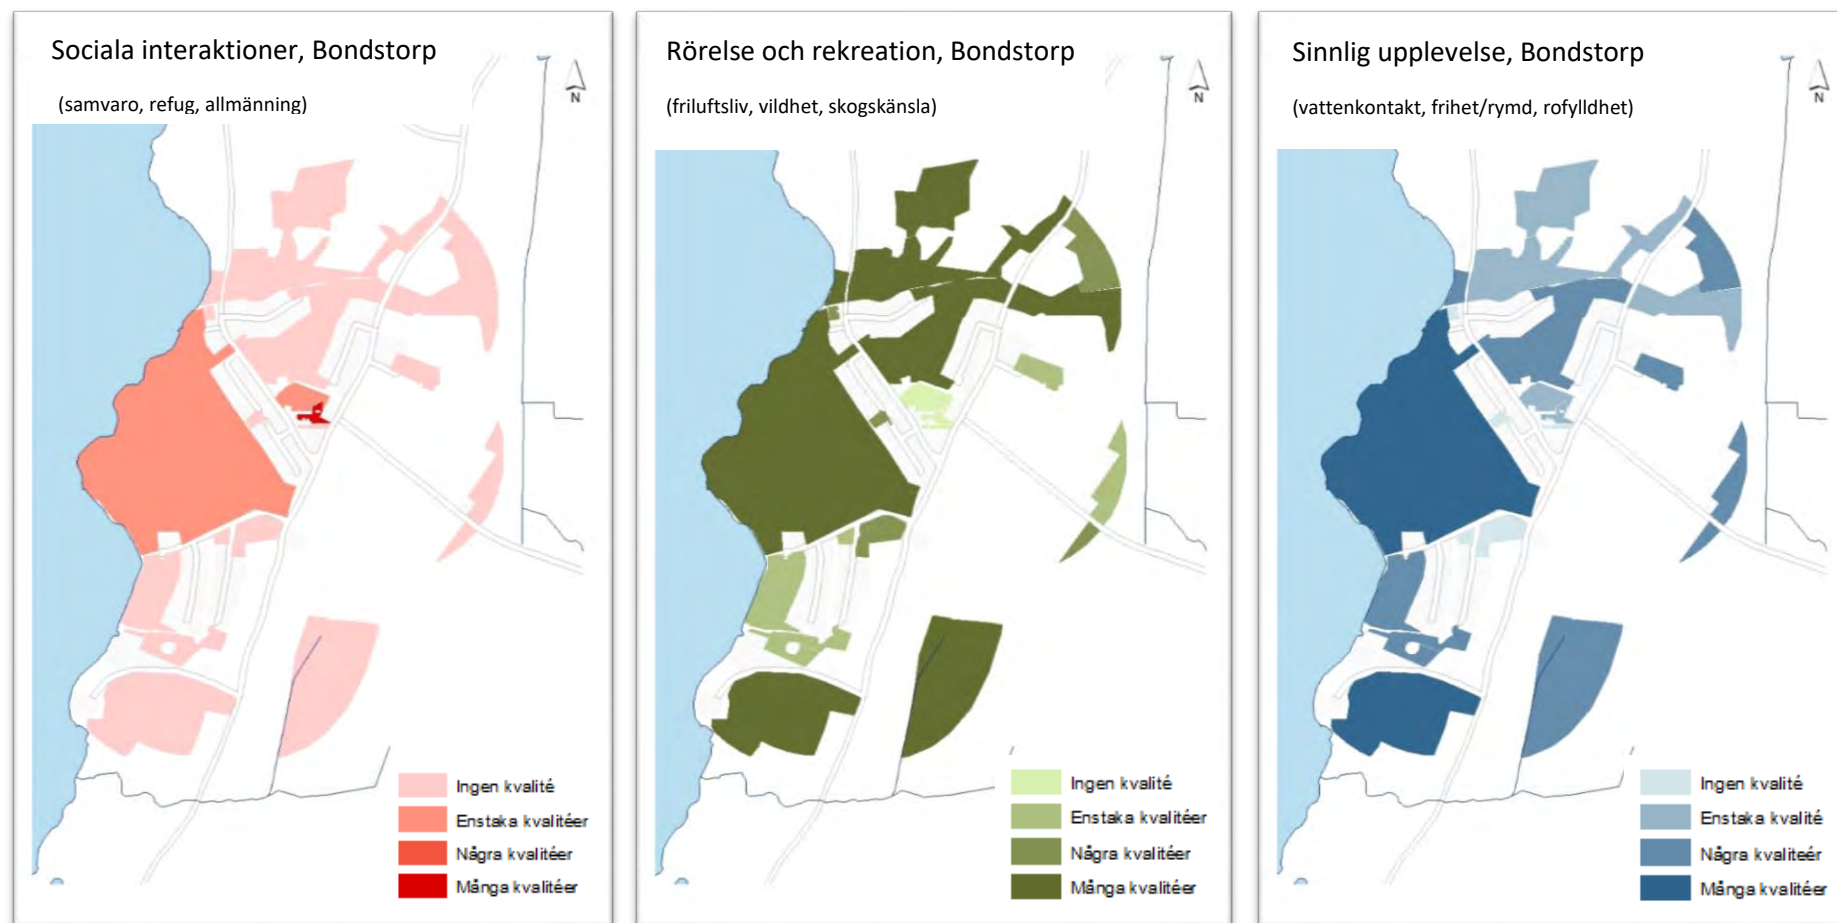 Sociala interaktioner, Bondstorp
(samvaro, refug, allmänning)
N
Ingen kvalité
Enstaka kvalitéer
Några kvalitéer
Många kvalitéer
Rörelse och rekreation, Bondstorp
(friluftsliv, vildhet, skogskänsla)
N
Ingen kvalité
Enstaka kvalitéer
Några kvalitéer
Många kvalitéer
Sinnlig upplevelse, Bondstorp
(vattenkontakt, frihet/rymd, rofylldhet)
N
Ingen kvalité
Enstaka kvalité
Några kvaliteér
Många kvalitéer